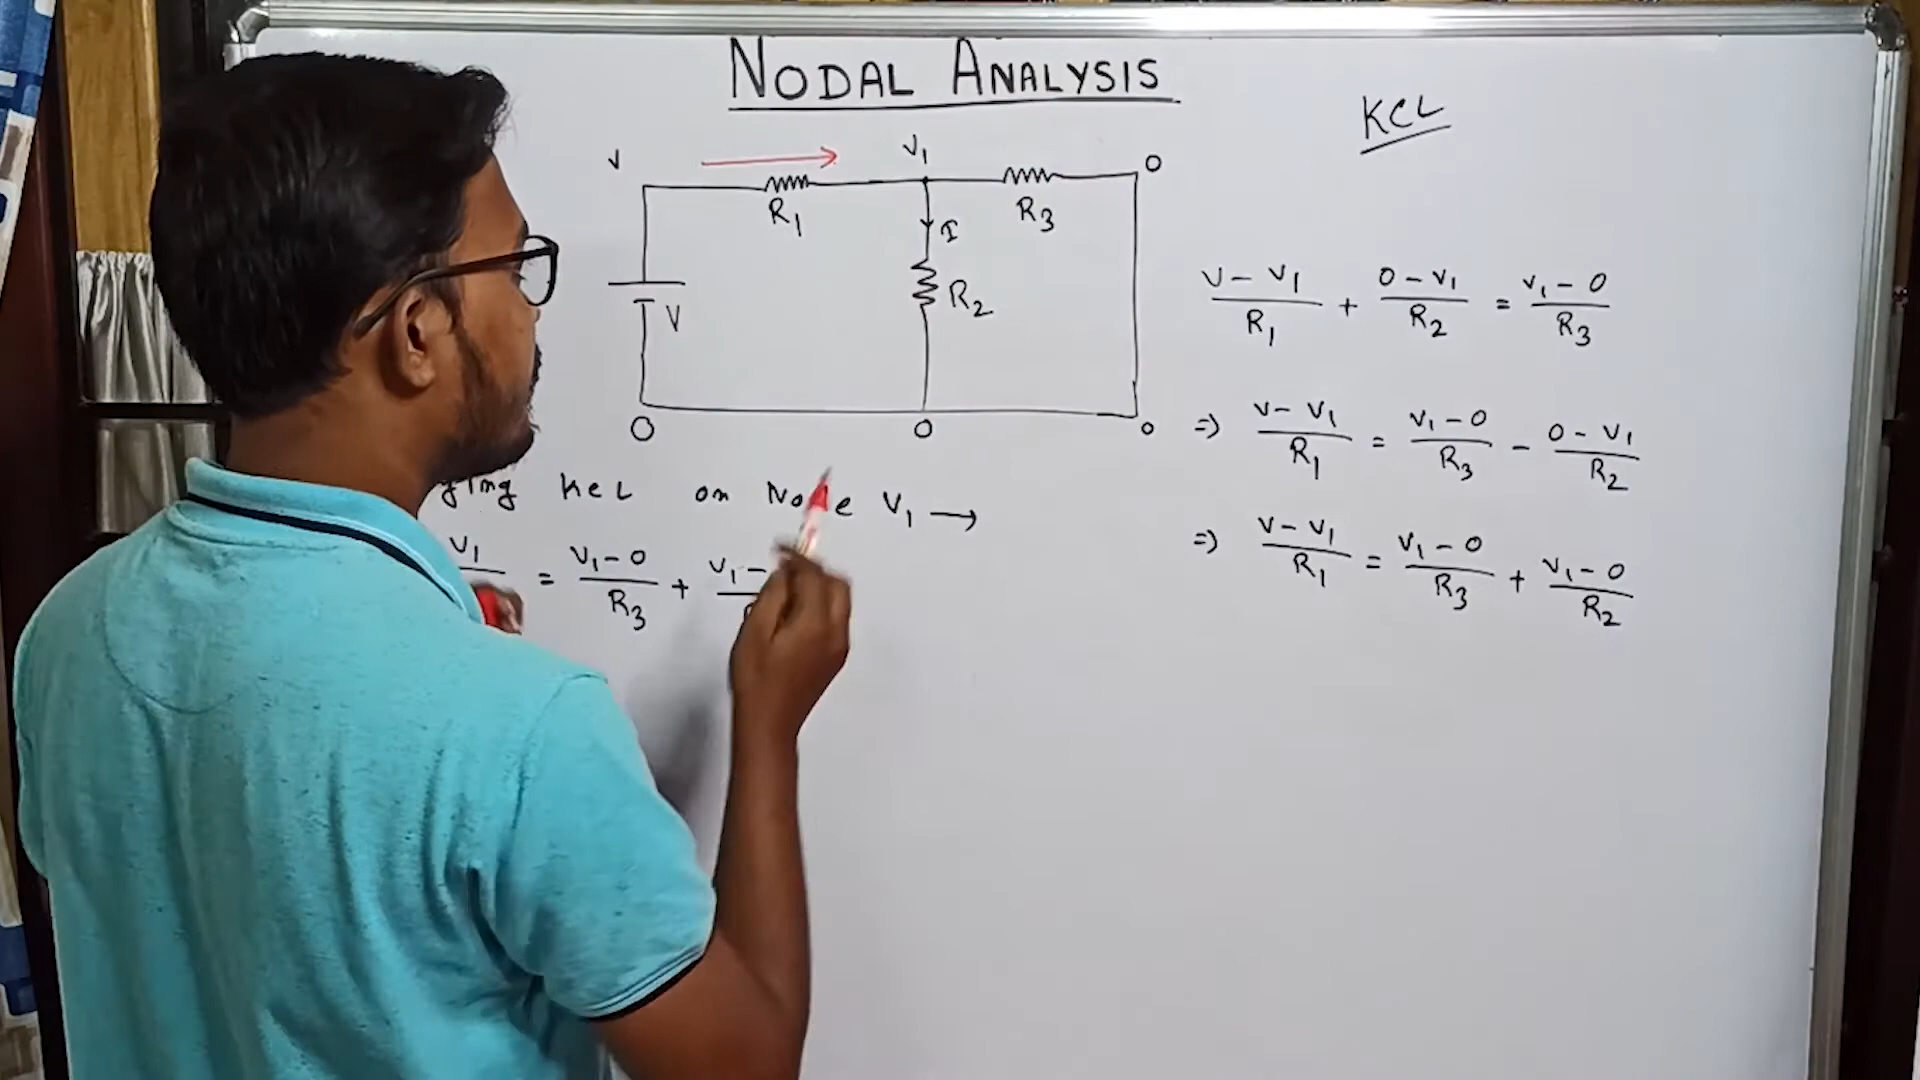 NODAL ANALYSIS
KCL
V
V₁
0
R₁
R₃
I
R₂
V
0
0
0
KCL on Node V₁ →
V₁ = (V₁ - 0)/R₃ + V₁ -
(V - V₁)/R₁ + (0 - V₁)/R₂ = (V₁ - 0)/R₃
⇒ (V - V₁)/R₁ = (V₁ - 0)/R₃ - (0 - V₁)/R₂
⇒ (V - V₁)/R₁ = (V₁ - 0)/R₃ + (V₁ - 0)/R₂